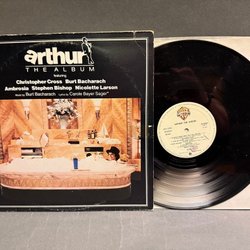 arthur
THE ALBUM
featuring
Christopher Cross Burt Bacharach
Ambrosia Stephen Bishop Nicolette Larson
Music by Burt Bacharach Lyrics by Carole Bayer Sager